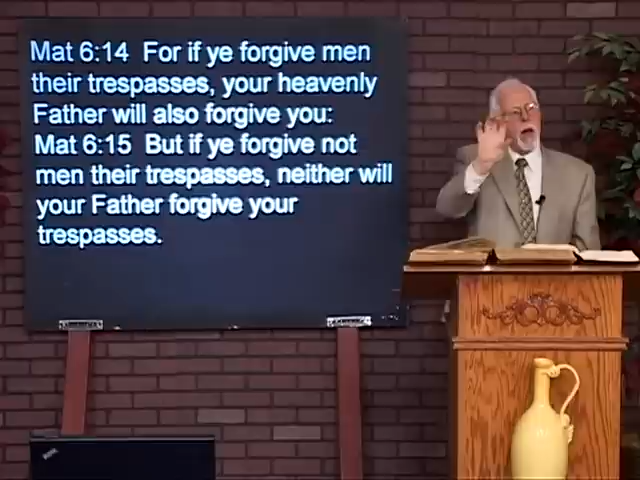 Mat 6:14 For if ye forgive men
their trespasses, your heavenly
Father will also forgive you:
Mat 6:15 But if ye forgive not
men their trespasses, neither will
your Father forgive your
trespasses.